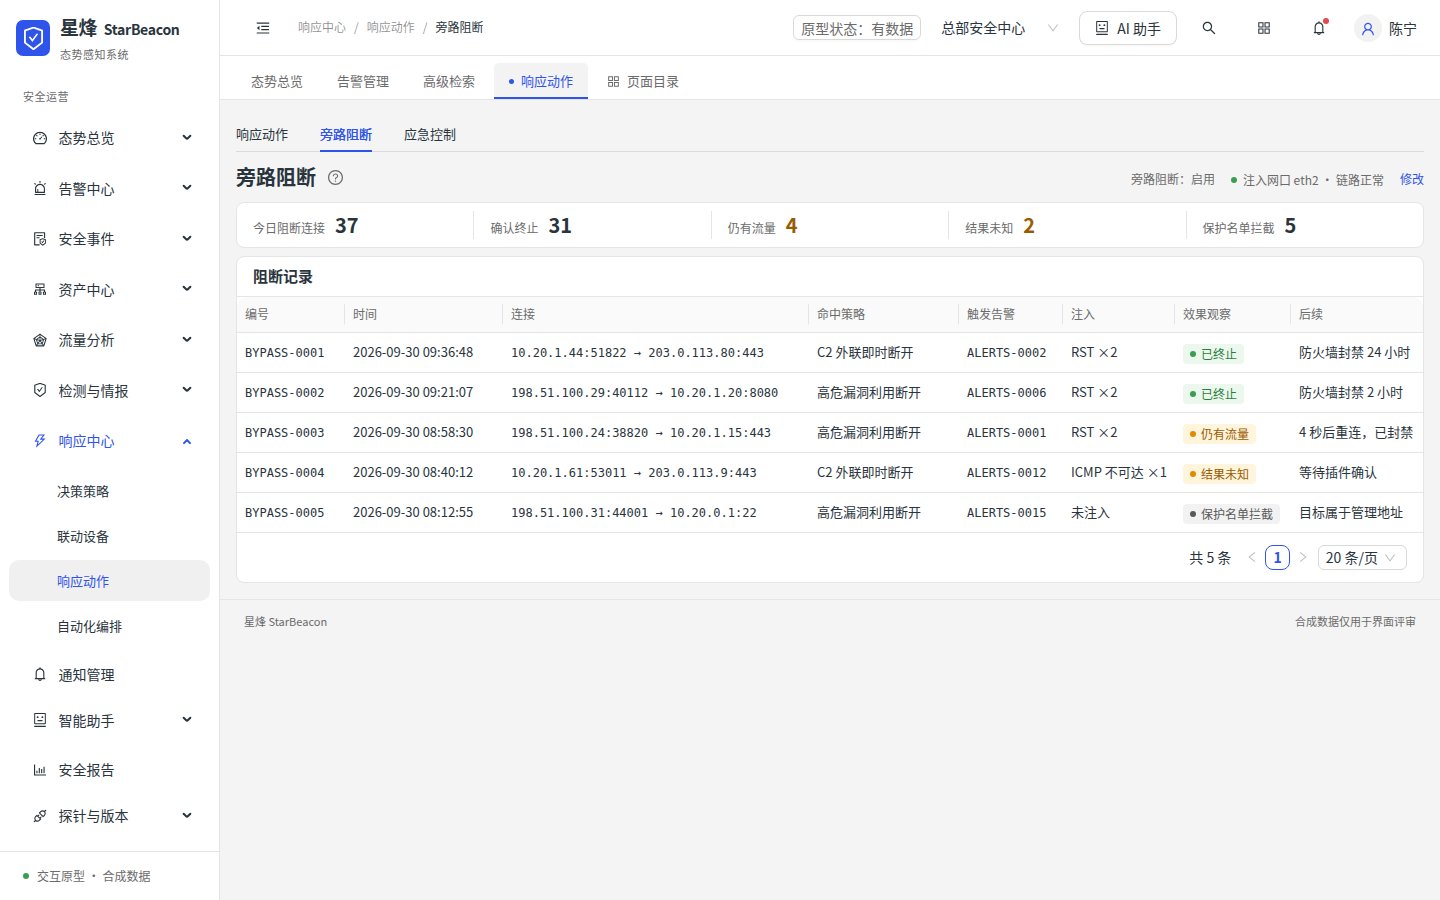 星烽 StarBeacon
态势感知系统
安全运营
态势总览
告警中心
安全事件
资产中心
流量分析
检测与情报
响应中心
决策策略
联动设备
响应动作
自动化编排
通知管理
智能助手
安全报告
探针与版本
交互原型 · 合成数据
响应中心 / 响应动作 / 旁路阻断
原型状态：有数据
总部安全中心
AI 助手
陈宁
态势总览
告警管理
高级检索
响应动作
页面目录
响应动作
旁路阻断
应急控制
旁路阻断
旁路阻断：启用
注入网口 eth2 · 链路正常
修改
今日阻断连接 37
确认终止 31
仍有流量 4
结果未知 2
保护名单拦截 5
阻断记录
编号 时间 连接 命中策略 触发告警 注入 效果观察 后续
BYPASS-0001 2026-09-30 09:36:48 10.20.1.44:51822 → 203.0.113.80:443 C2 外联即时断开 ALERTS-0002 RST ×2 已终止 防火墙封禁 24 小时
BYPASS-0002 2026-09-30 09:21:07 198.51.100.29:40112 → 10.20.1.20:8080 高危漏洞利用断开 ALERTS-0006 RST ×2 已终止 防火墙封禁 2 小时
BYPASS-0003 2026-09-30 08:58:30 198.51.100.24:38820 → 10.20.1.15:443 高危漏洞利用断开 ALERTS-0001 RST ×2 仍有流量 4 秒后重连，已封禁
BYPASS-0004 2026-09-30 08:40:12 10.20.1.61:53011 → 203.0.113.9:443 C2 外联即时断开 ALERTS-0012 ICMP 不可达 ×1 结果未知 等待插件确认
BYPASS-0005 2026-09-30 08:12:55 198.51.100.31:44001 → 10.20.0.1:22 高危漏洞利用断开 ALERTS-0015 未注入 保护名单拦截 目标属于管理地址
共 5 条 1 20 条/页
星烽 StarBeacon
合成数据仅用于界面评审